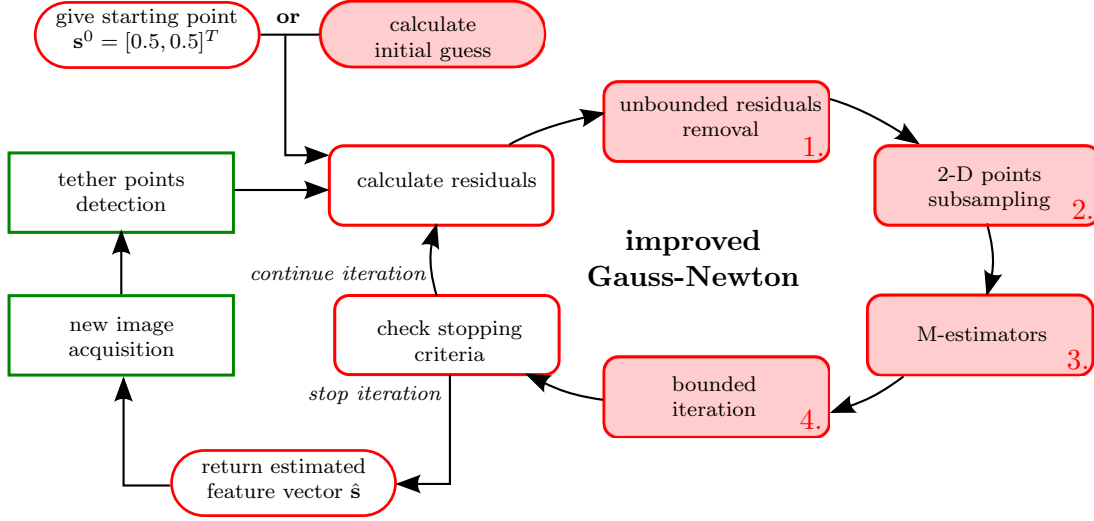 give starting point
𝐬⁰ = [0.5, 0.5]ᵀ
or
calculate
initial guess
unbounded residuals
removal
1.
tether points
detection
calculate residuals
2-D points
subsampling
2.
improved
Gauss-Newton
continue iteration
new image
acquisition
check stopping
criteria
M-estimators
3.
stop iteration
bounded
iteration
4.
return estimated
feature vector ŝ